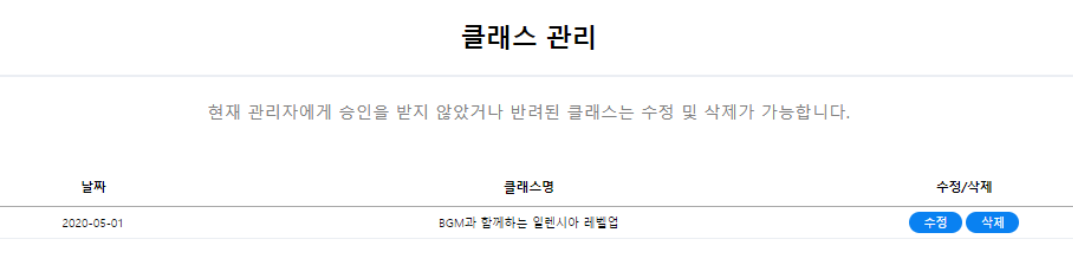 클래스 관리
현재 관리자에게 승인을 받지 않았거나 반려된 클래스는 수정 및 삭제가 가능합니다.
날짜 클래스명 수정/삭제
2020-05-01 BGM과 함께하는 일렌시아 레벨업 수정 삭제